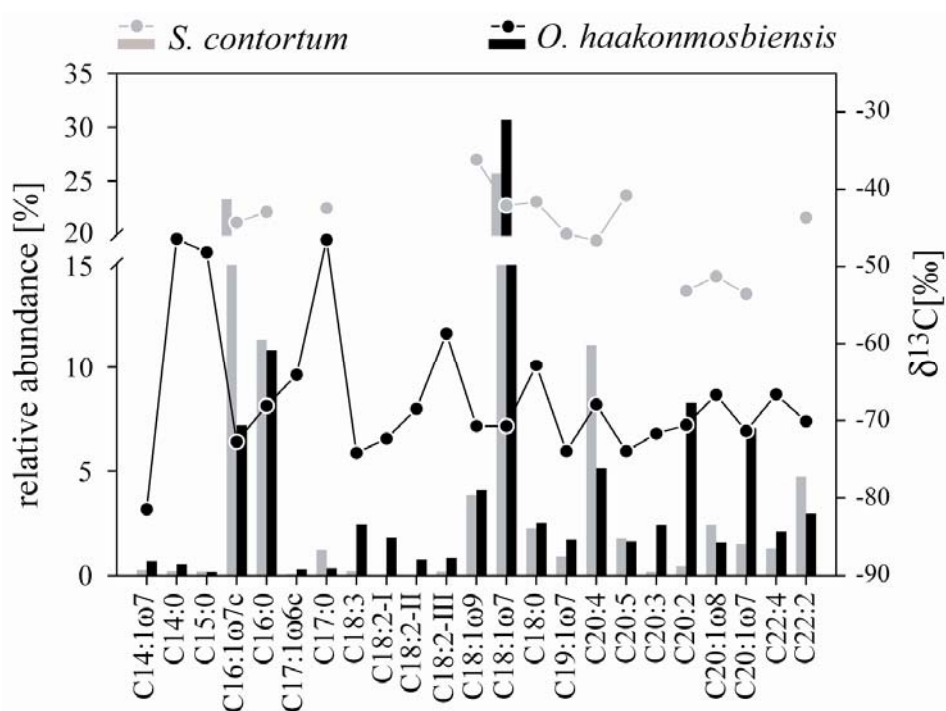 S. contortum
O. haakonmosbiensis
relative abundance [%]
35
30
25
20
15
10
5
0
-30
-40
-50
-60
-70
-80
-90
δ13C[‰]
C14:1ω7
C14:0
C15:0
C16:1ω7c
C16:0
C17:1ω6c
C17:0
C18:3
C18:2-I
C18:2-II
C18:2-III
C18:1ω9
C18:1ω7
C18:0
C19:1ω7
C20:4
C20:5
C20:3
C20:2
C20:1ω8
C20:1ω7
C22:4
C22:2